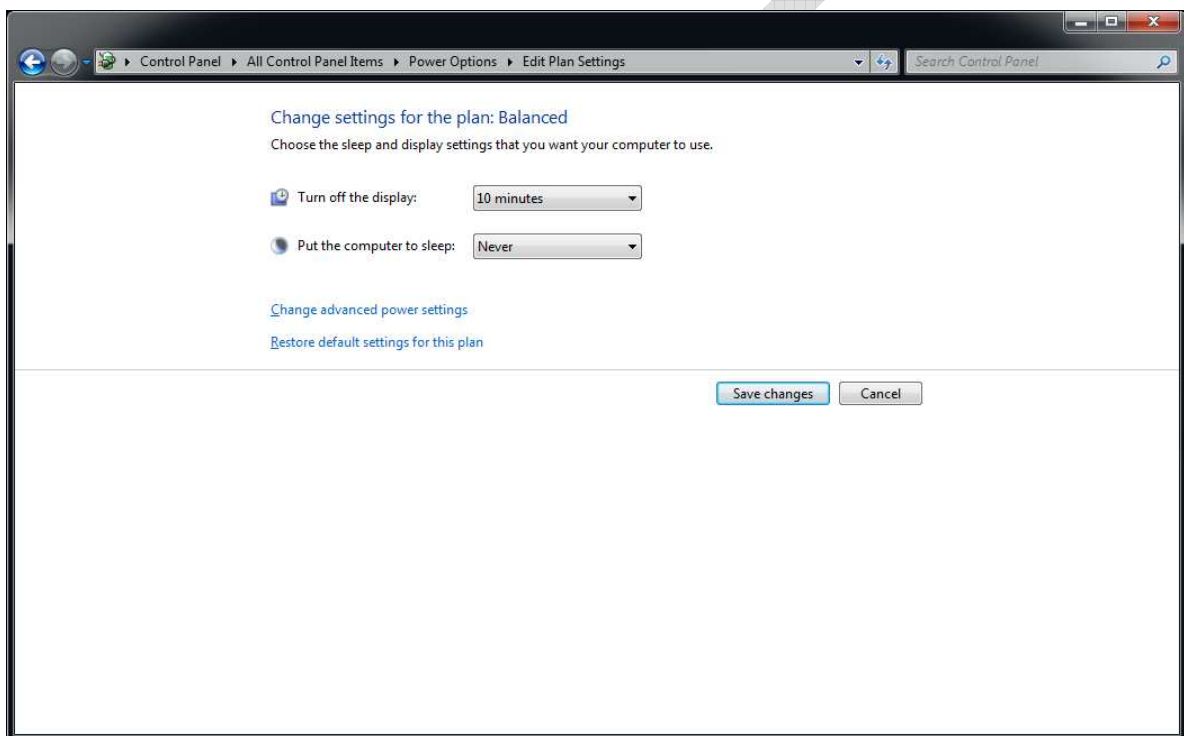 Control Panel ▸ All Control Panel Items ▸ Power Options ▸ Edit Plan Settings
Search Control Panel
Change settings for the plan: Balanced
Choose the sleep and display settings that you want your computer to use.
Turn off the display: 10 minutes
Put the computer to sleep: Never
Change advanced power settings
Restore default settings for this plan
Save changes Cancel